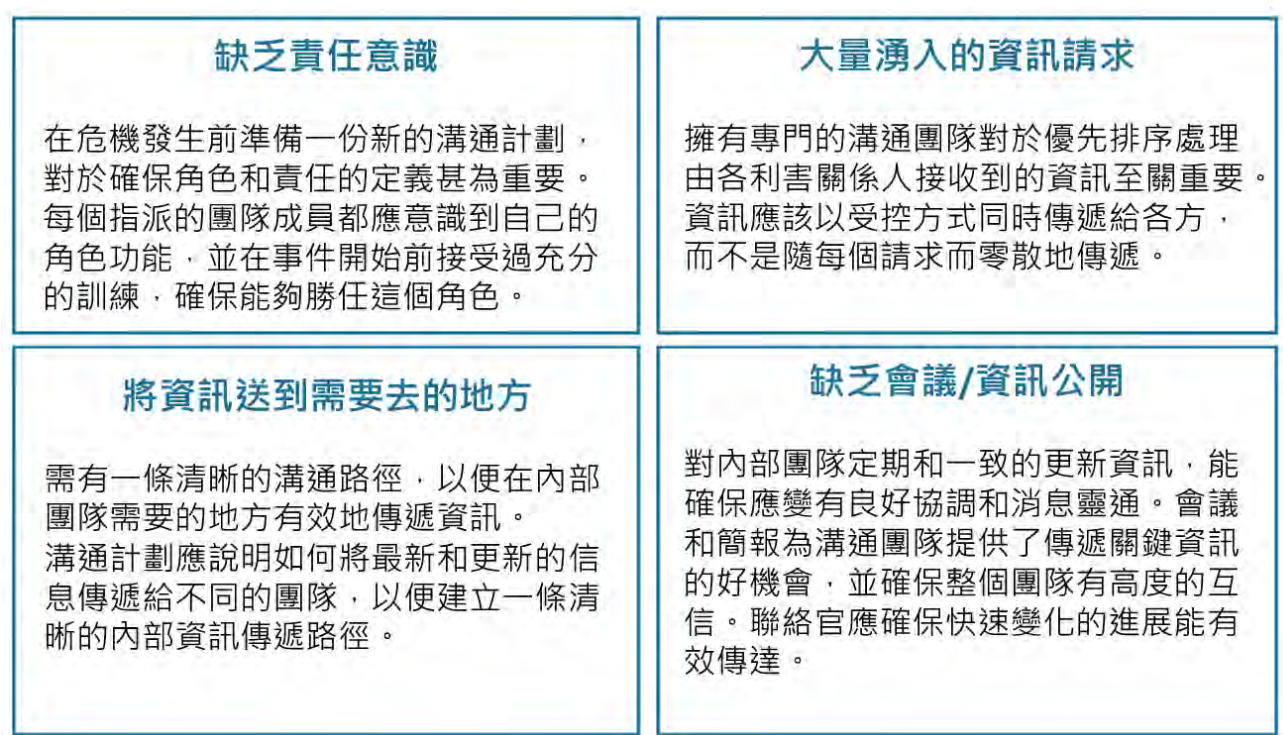 缺乏責任意識
在危機發生前準備一份新的溝通計劃，
對於確保角色和責任的定義甚為重要。
每個指派的團隊成員都應意識到自己的
角色功能，並在事件開始前接受過充分
的訓練，確保能夠勝任這個角色。
大量湧入的資訊請求
擁有專門的溝通團隊對於優先排序處理
由各利害關係人接收到的資訊至關重要。
資訊應該以受控方式同時傳遞給各方，
而不是隨每個請求而零散地傳遞。
將資訊送到需要去的地方
需有一條清晰的溝通路徑，以便在內部
團隊需要的地方有效地傳遞資訊。
溝通計劃應說明如何將最新和更新的信
息傳遞給不同的團隊，以便建立一條清
晰的內部資訊傳遞路徑。
缺乏會議/資訊公開
對內部團隊定期和一致的更新資訊，能
確保應變有良好協調和消息靈通。會議
和簡報為溝通團隊提供了傳遞關鍵資訊
的好機會，並確保整個團隊有高度的互
信。聯絡官應確保快速變化的進展能有
效傳達。